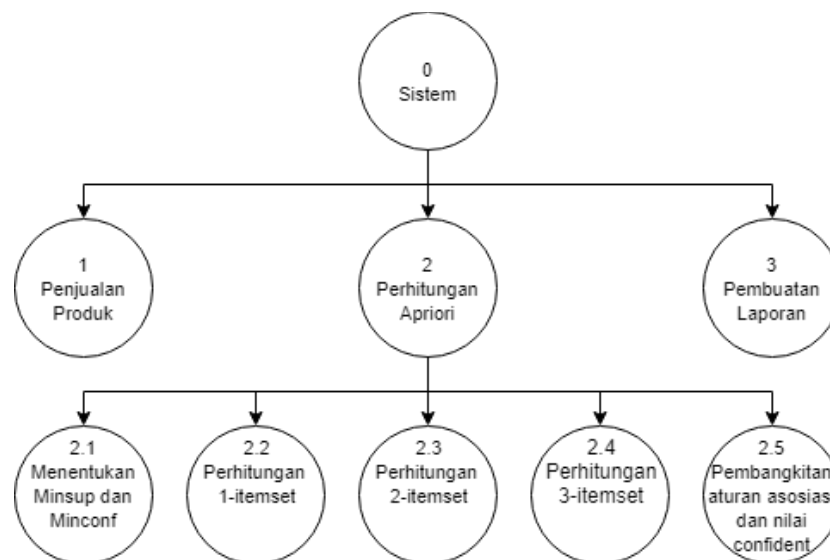 0
Sistem
1
Penjualan
Produk
2
Perhitungan
Apriori
3
Pembuatan
Laporan
2.1
Menentukan
Minsup dan
Minconf
2.2
Perhitungan
1-itemset
2.3
Perhitungan
2-itemset
2.4
Perhitungan
3-itemset
2.5
Pembangkitan
aturan asosiasi
dan nilai
confident